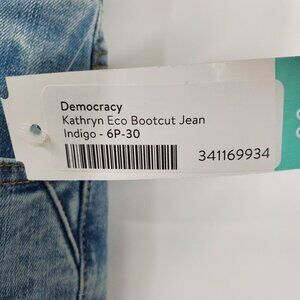 Democracy
Kathryn Eco Bootcut Jean
Indigo - 6P-30
341169934